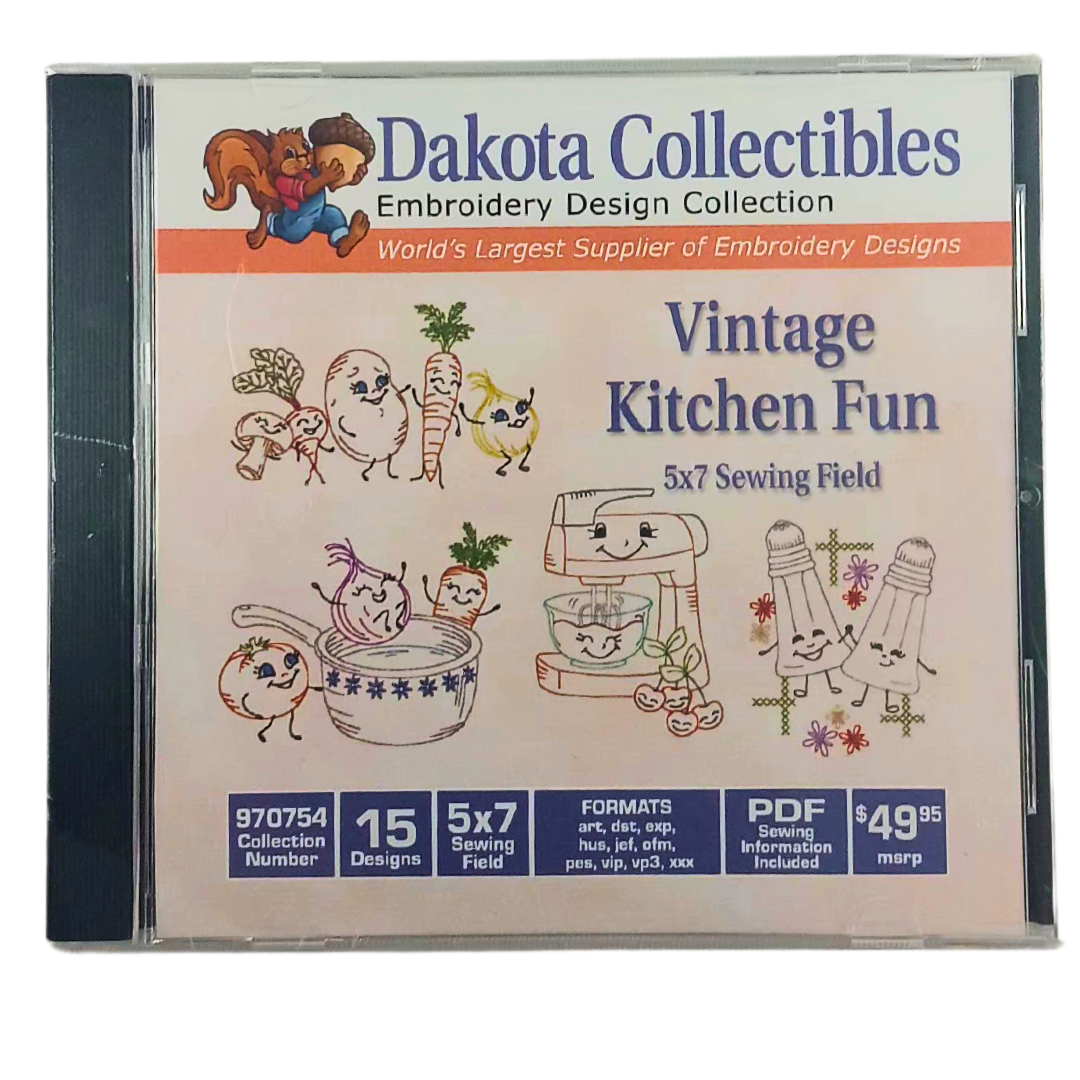 Dakota Collectibles
Embroidery Design Collection
World's Largest Supplier of Embroidery Designs
Vintage
Kitchen Fun
5x7 Sewing Field
970754
Collection
Number
15
Designs
5x7
Sewing
Field
FORMATS
art, dst, exp,
hus, jef, ofm,
pes, vip, vp3, xxx
PDF
Sewing
Information
Included
$49 95
msrp